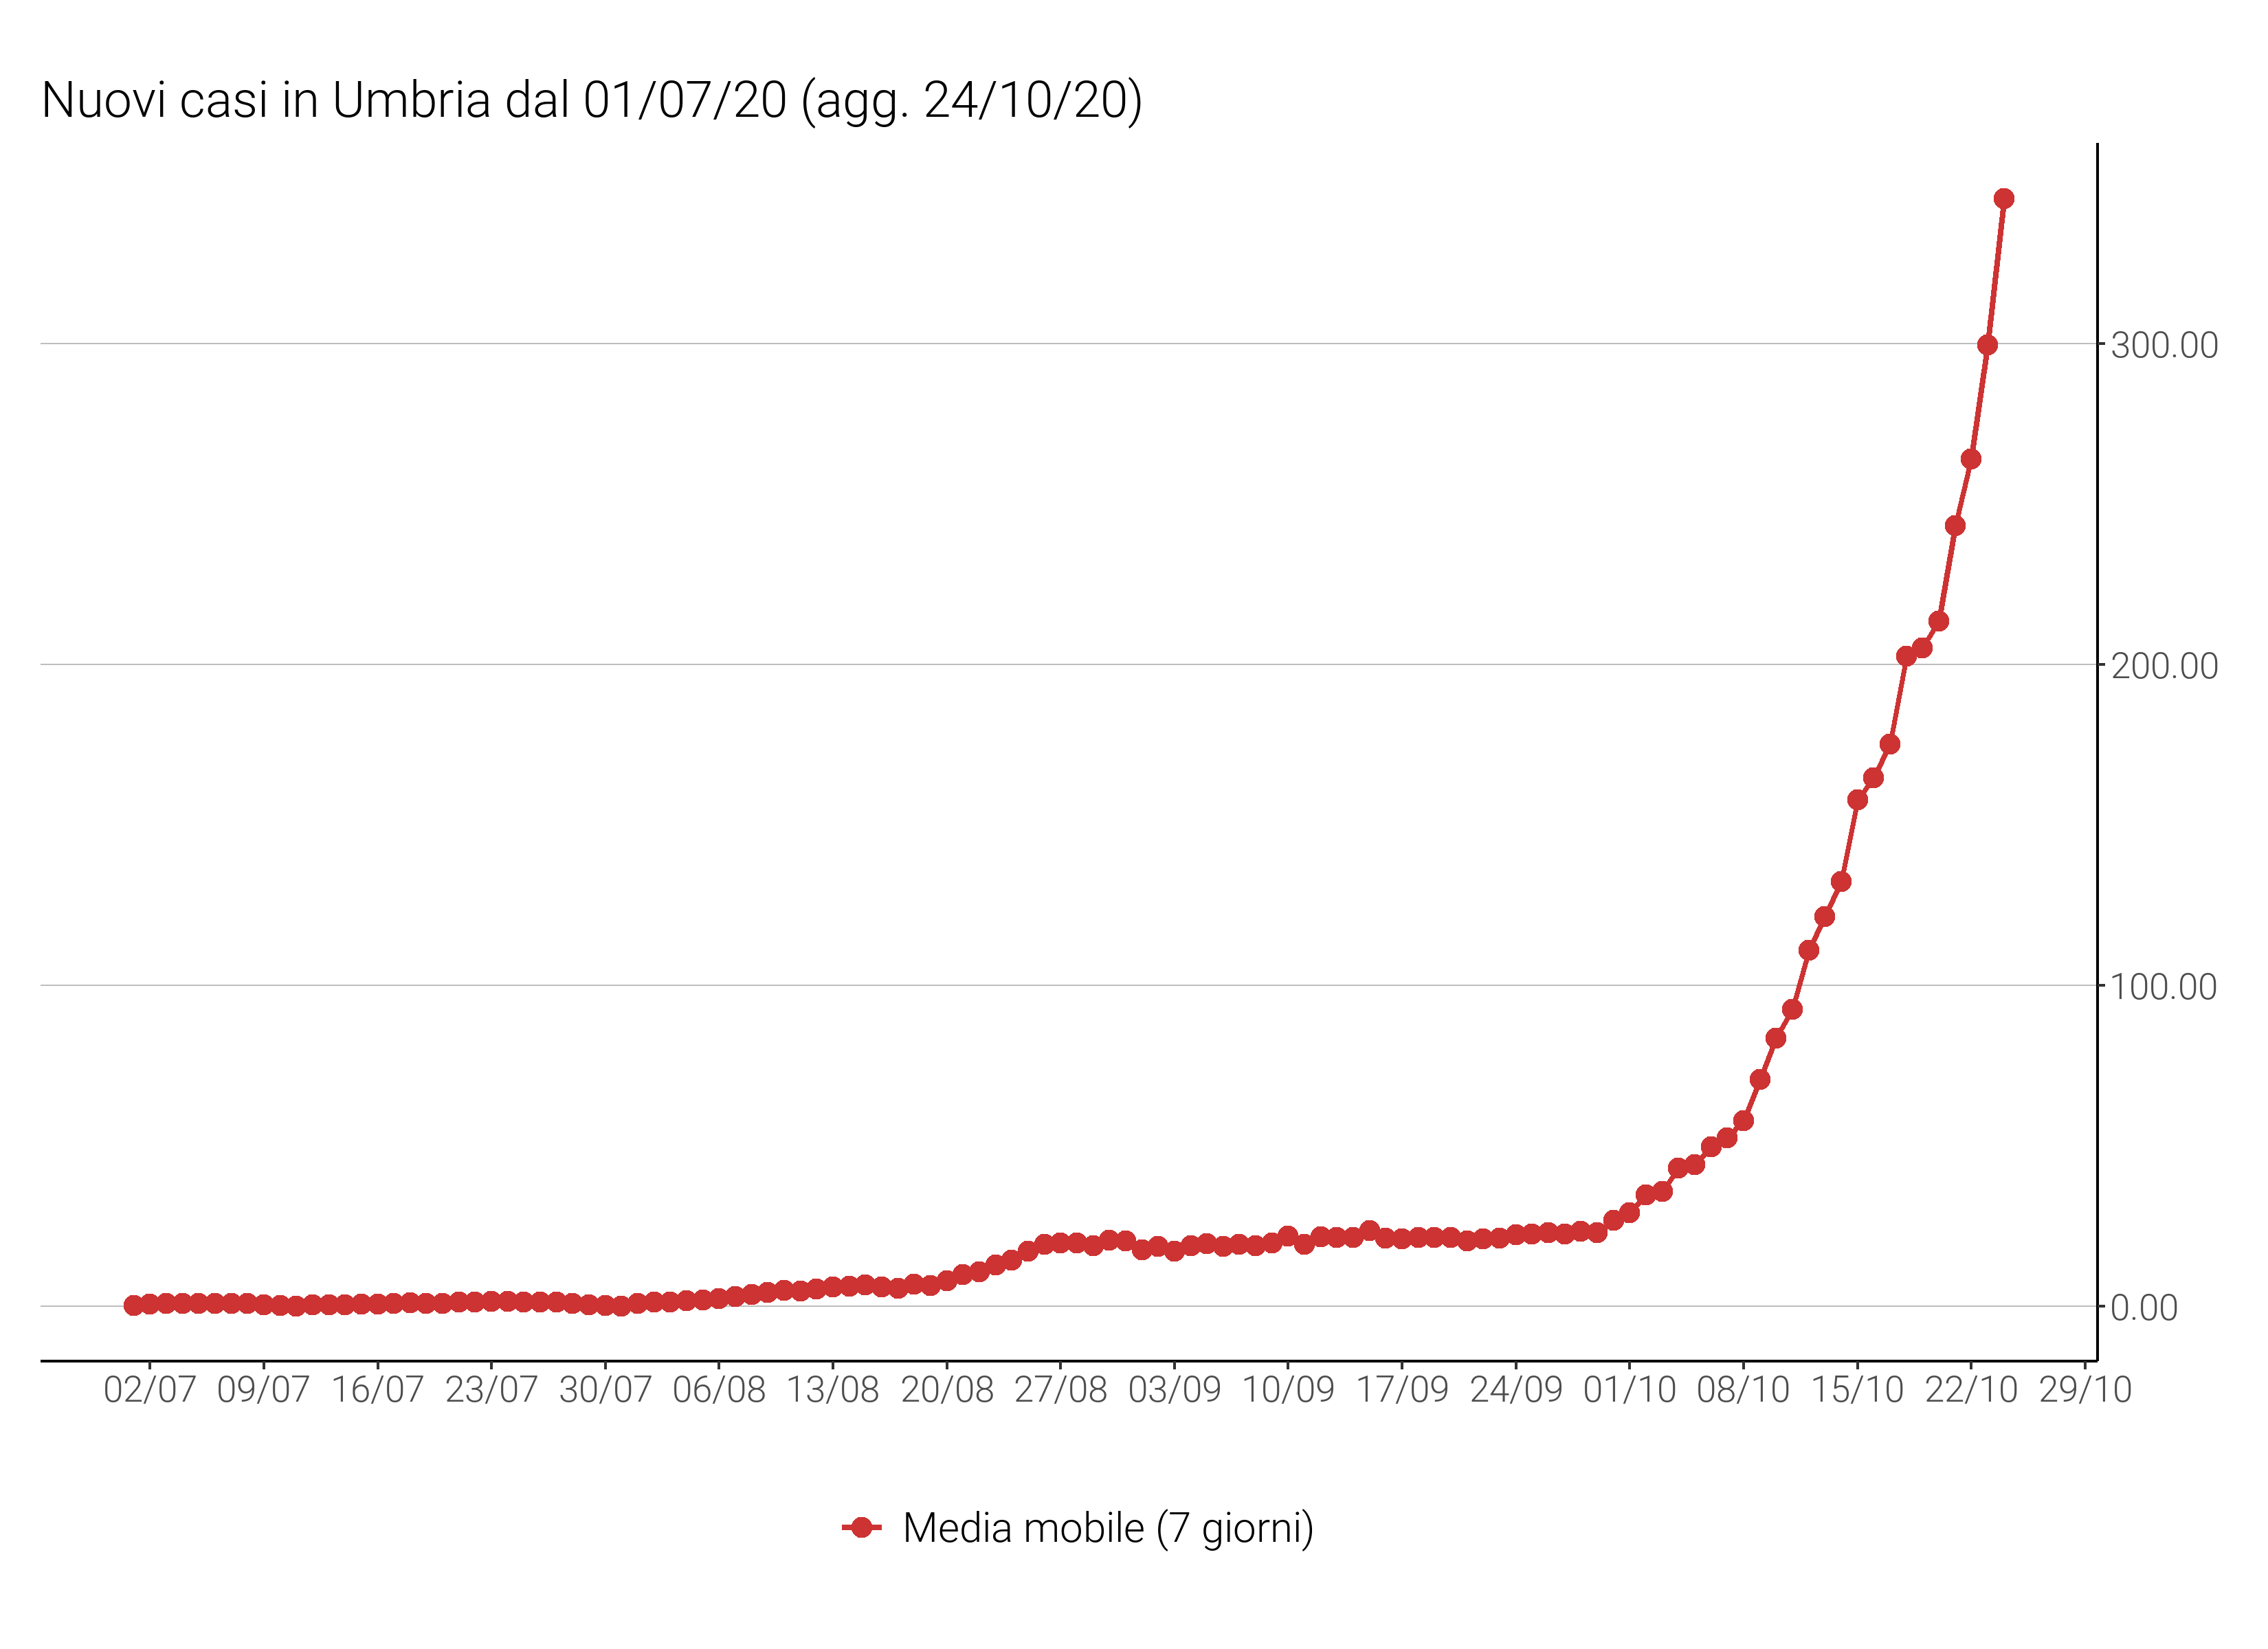 Nuovi casi in Umbria dal 01/07/20 (agg. 24/10/20)
300.00
200.00
100.00
0.00
02/07 09/07 16/07 23/07 30/07 06/08 13/08 20/08 27/08 03/09 10/09 17/09 24/09 01/10 08/10 15/10 22/10 29/10
Media mobile (7 giorni)